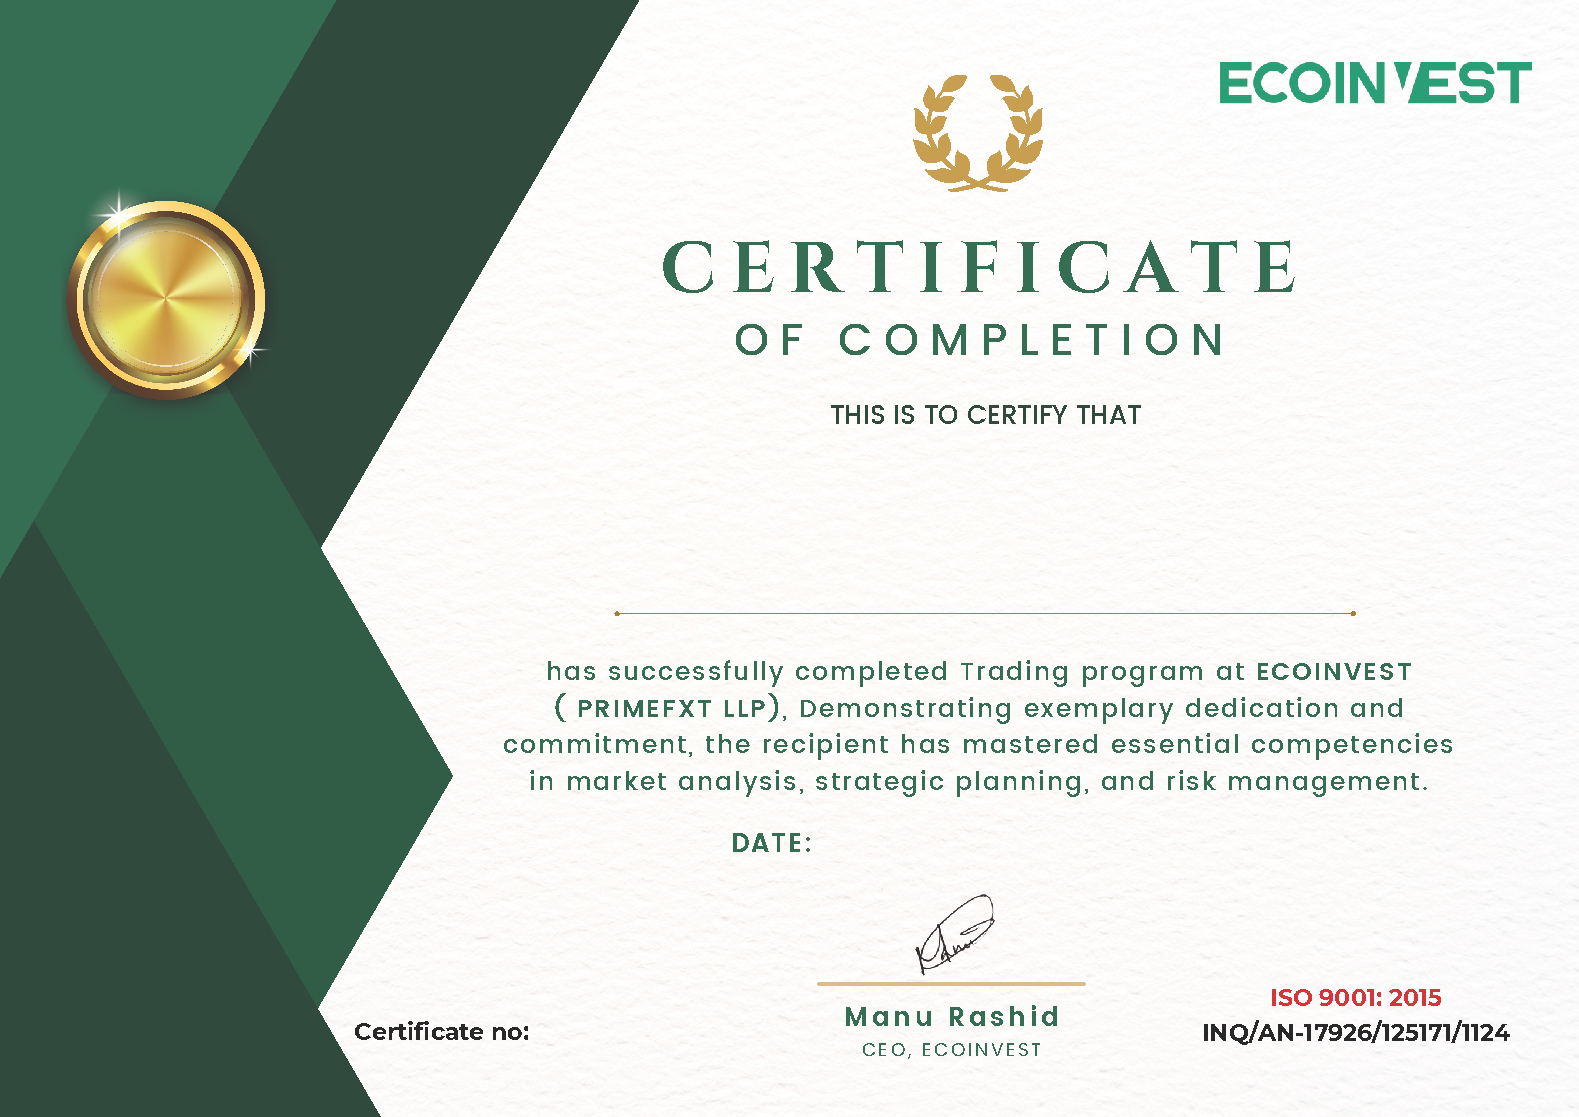 ECOINVEST
CERTIFICATE
OF COMPLETION
THIS IS TO CERTIFY THAT
has successfully completed Trading program at ECOINVEST
( PRIMEFXT LLP), Demonstrating exemplary dedication and
commitment, the recipient has mastered essential competencies
in market analysis, strategic planning, and risk management.
DATE:
Manu Rashid
CEO, ECOINVEST
Certificate no:
ISO 9001: 2015
INQ/AN-17926/125171/1124